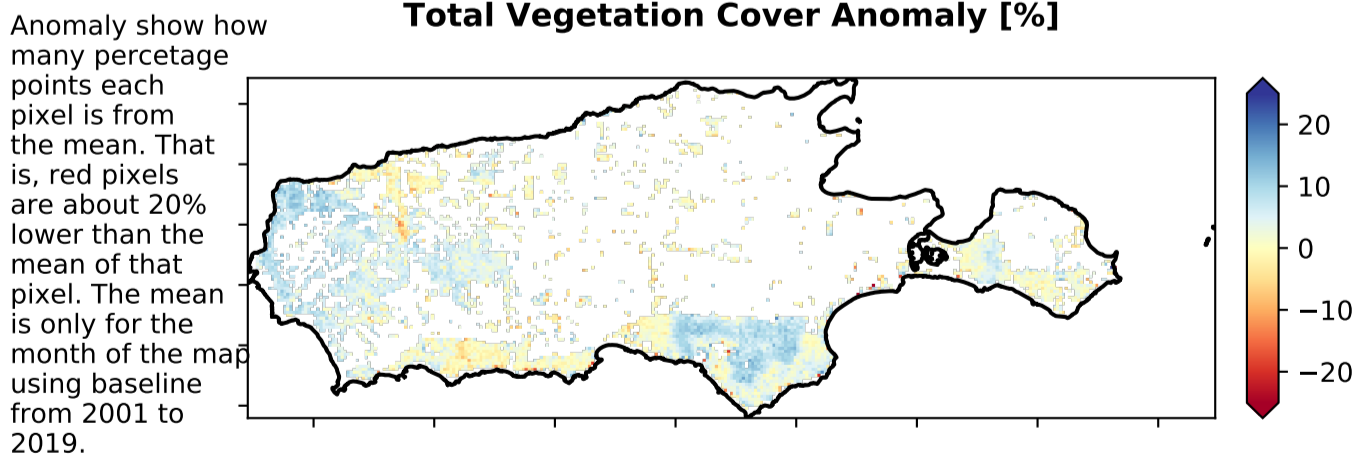 Total Vegetation Cover Anomaly [%]
Anomaly show how
many percetage
points each
pixel is from
the mean. That
is, red pixels
are about 20%
lower than the
mean of that
pixel. The mean
is only for the
month of the map
using baseline
from 2001 to
2019.
20
10
0
−10
−20